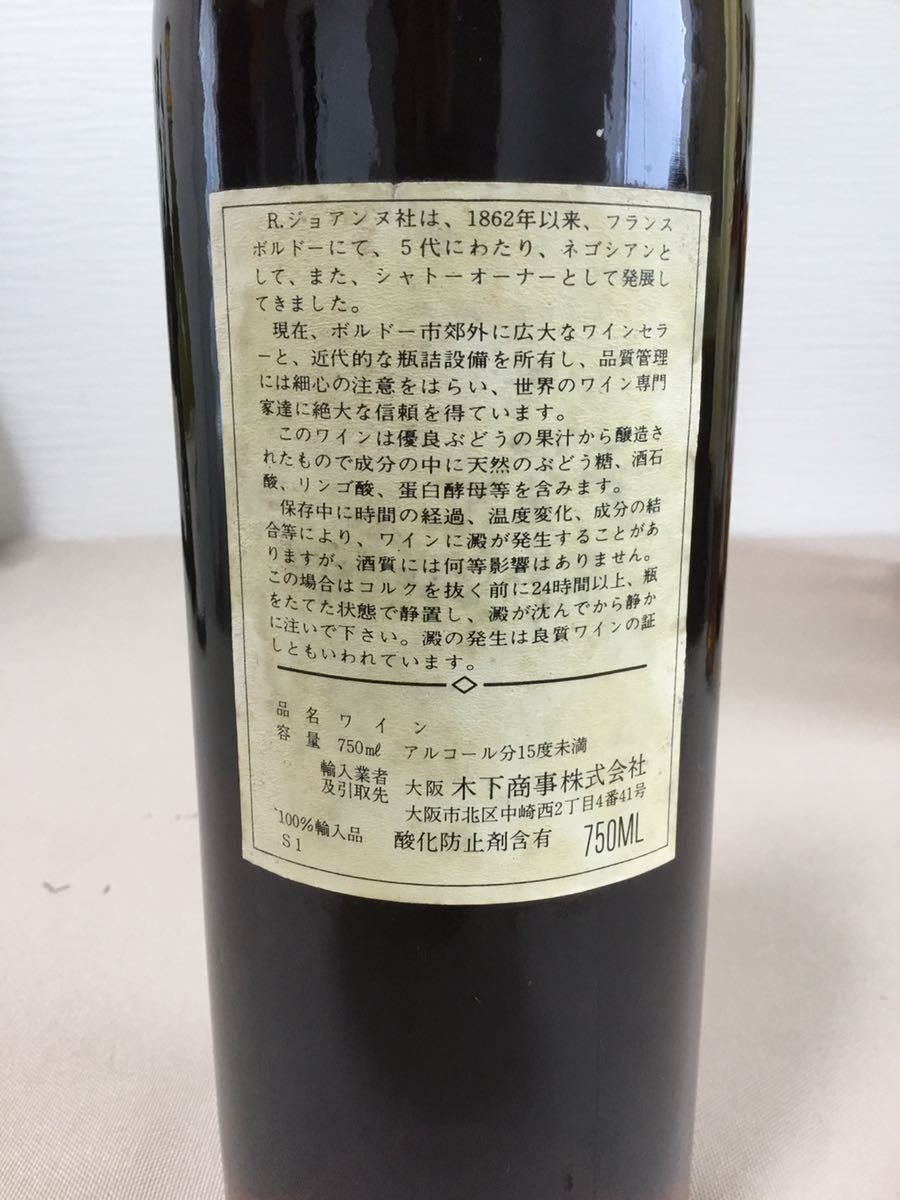 R.ジョアンヌ社は、1862年以来、フランス
ボルドーにて、5代にわたり、ネゴシアンと
して、また、シャトーオーナーとして発展し
てきました。
現在、ボルドー市郊外に広大なワインセラ
ーと、近代的な瓶詰設備を所有し、品質管理
には細心の注意をはらい、世界のワイン専門
家達に絶大な信頼を得ています。
このワインは優良ぶどうの果汁から醸造さ
れたもので成分の中に天然のぶどう糖、酒石
酸、リンゴ酸、蛋白酵母等を含みます。
保存中に時間の経過、温度変化、成分の結
合等により、ワインに澱が発生することがあ
りますが、酒質には何等影響はありません。
この場合はコルクを抜く前に24時間以上、瓶
をたてた状態で静置し、澱が沈んでから静か
に注いで下さい。澱の発生は良質ワインの証
しともいわれています。
品名 ワイン
容量 750㎖ アルコール分15度未満
輸入業者
及引取先 大阪 木下商事株式会社
大阪市北区中崎西2丁目4番41号
100%輸入品 酸化防止剤含有 750ML
S1